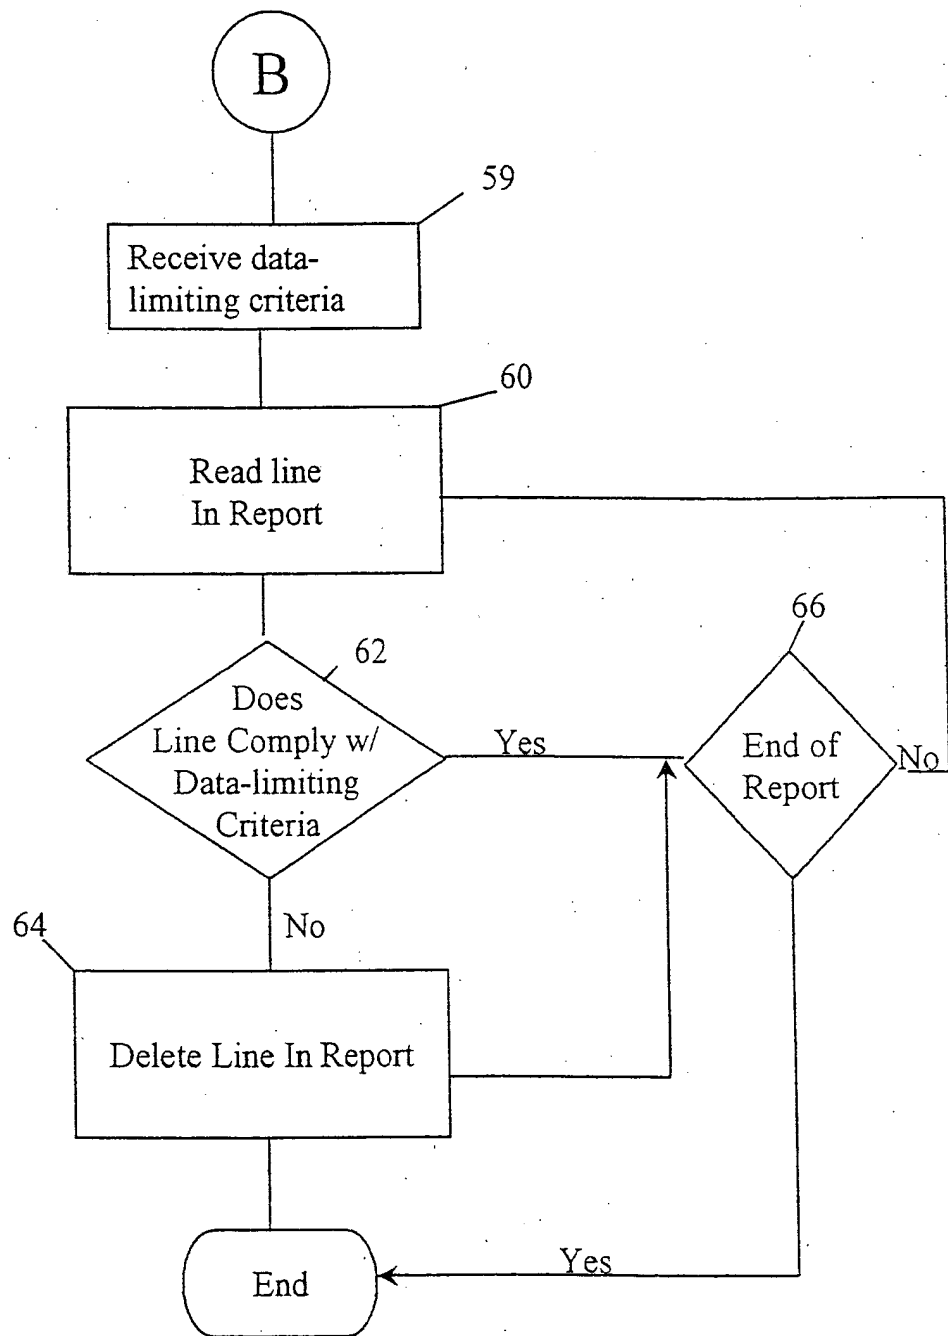 B
59
Receive data-
limiting criteria
60
Read line
In Report
62
Does
Line Comply w/
Data-limiting
Criteria
Yes
66
End of
Report
No
No
64
Delete Line In Report
Yes
End